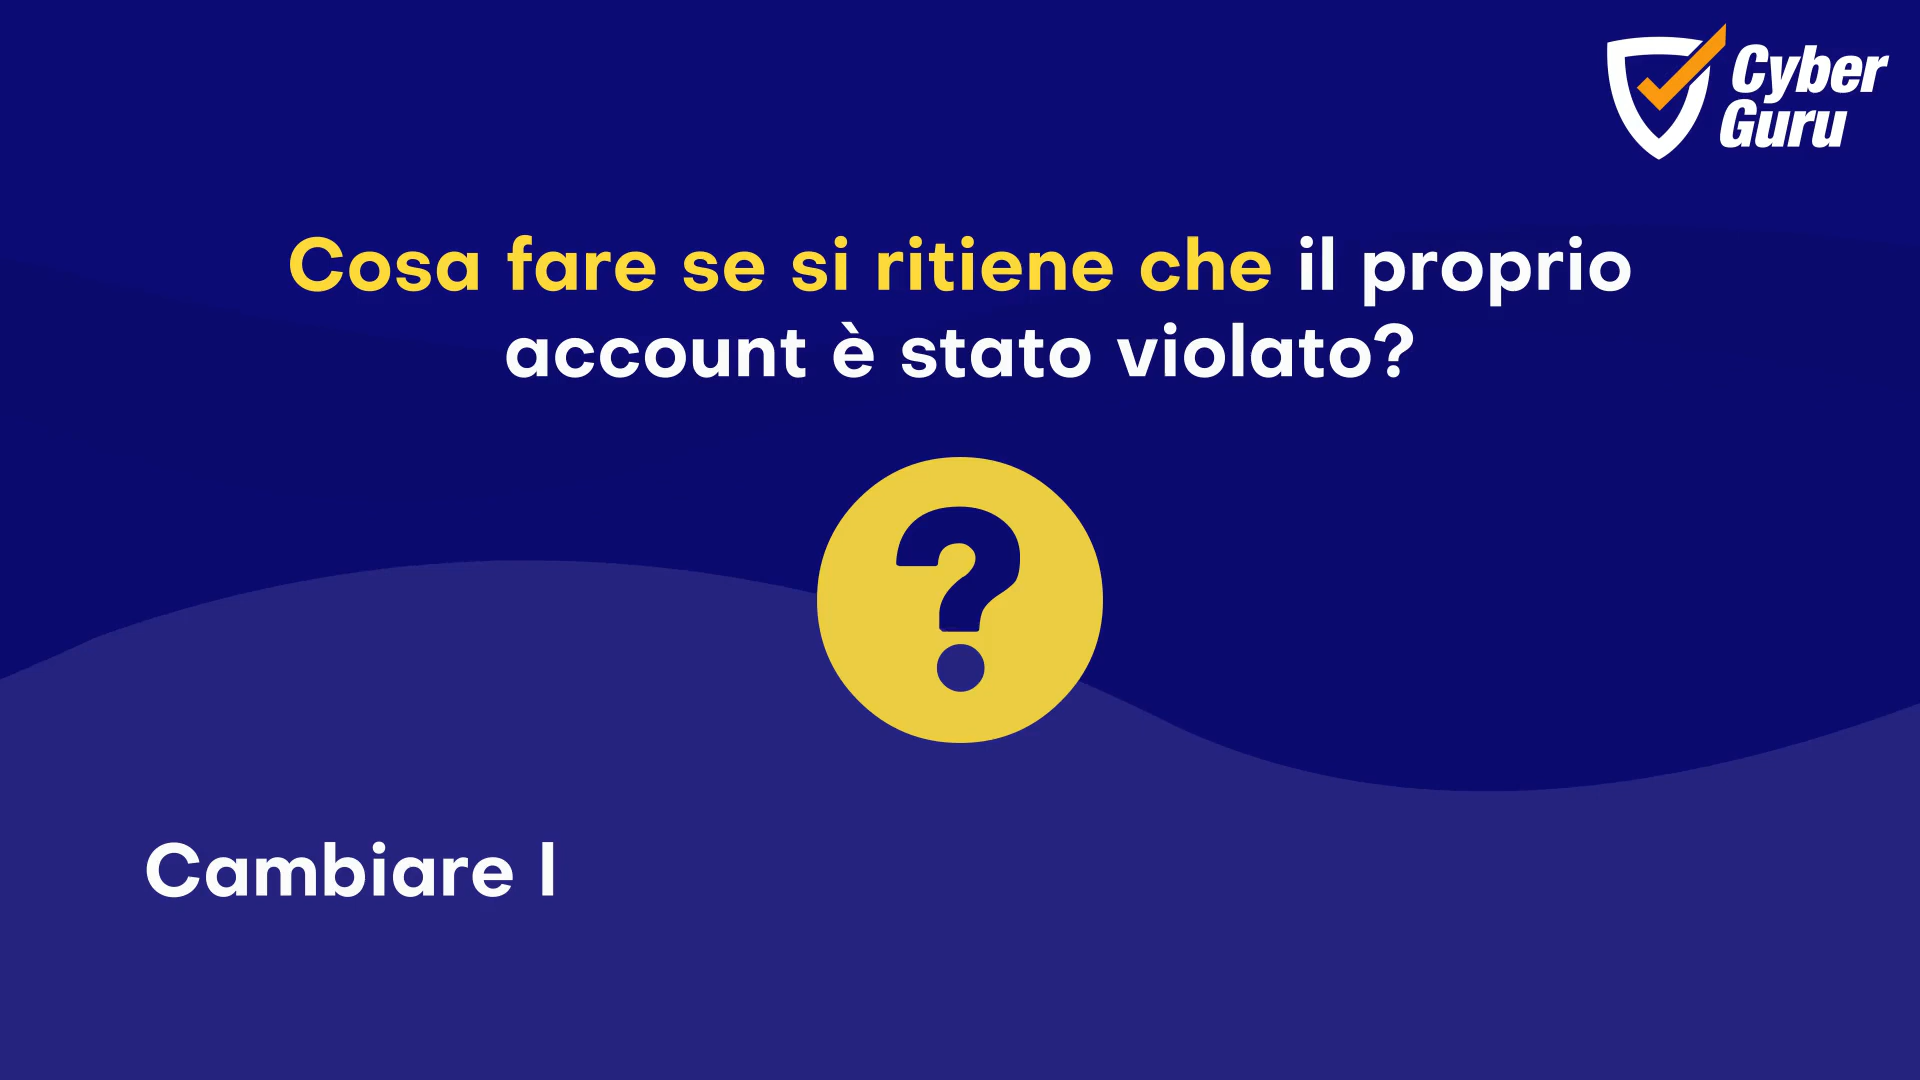 Cyber
Guru
Cosa fare se si ritiene che il proprio
account è stato violato?
?
Cambiare l